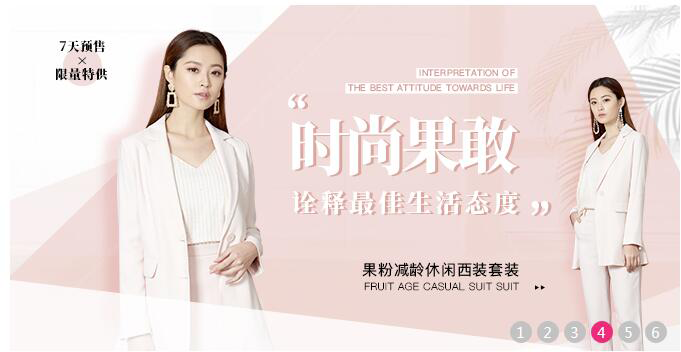 7天预售
×
限量特供
INTERPRETATION OF
THE BEST ATTITUDE TOWARDS LIFE
“时尚果敢
诠释最佳生活态度”
果粉减龄休闲西装套装
FRUIT AGE CASUAL SUIT SUIT
1 2 3 4 5 6